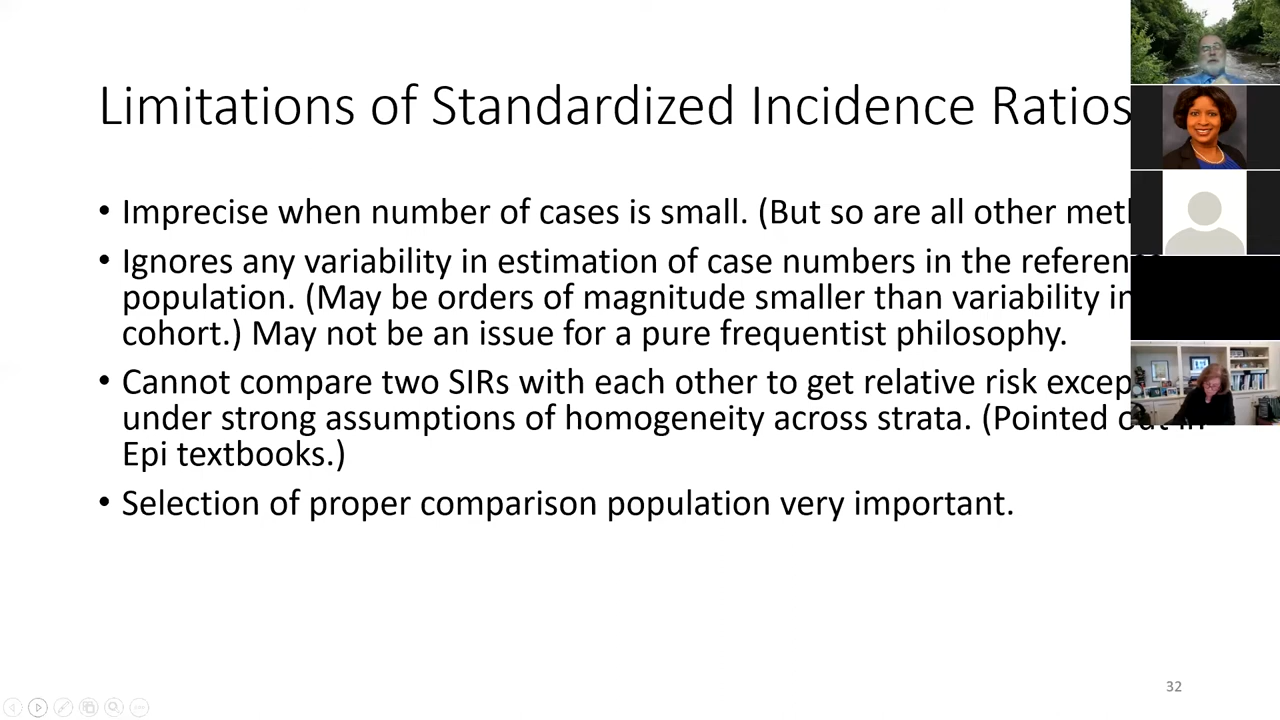 Limitations of Standardized Incidence Ratios
• Imprecise when number of cases is small. (But so are all other
• Ignores any variability in estimation of case numbers in the
population. (May be orders of magnitude smaller than variability in
cohort.) May not be an issue for a pure frequentist philosophy.
• Cannot compare two SIRs with each other to get relative risk
under strong assumptions of homogeneity across strata. (Pointed out in
Epi textbooks.)
• Selection of proper comparison population very important.
32